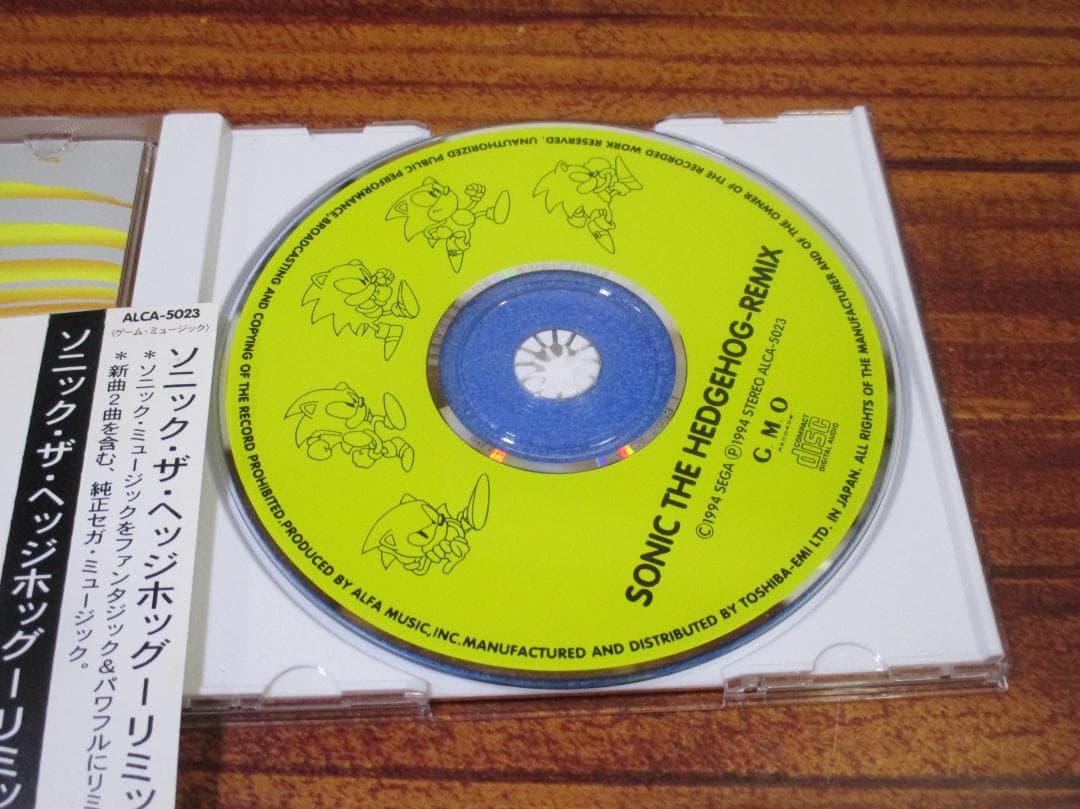 ALCA-5023
〈ゲーム・ミュージック〉
ソニック・ザ・ヘッジホッグーリミッ
＊ソニック・ミュージックをファンタジック&パワフルにリミ
＊新曲2曲を含む、純正セガ・ミュージック。
ソニック・ザ・ヘッジホッグーリミッ
SONIC THE HEDGEHOG-REMIX
©1994 SEGA Ⓟ1994 STEREO ALCA-5023
G. M. O
RECORDS
COMPACT
disc
DIGITAL AUDIO
ALL RIGHTS OF THE MANUFACTURER AND OF THE OWNER OF THE RECORDED WORK RESERVED. UNAUTHORIZED PUBLIC PERFORMANCE, BROADCASTING AND COPYING OF THE RECORD PROHIBITED. PRODUCED BY ALFA MUSIC, INC. MANUFACTURED AND DISTRIBUTED BY TOSHIBA-EMI LTD. IN JAPAN.